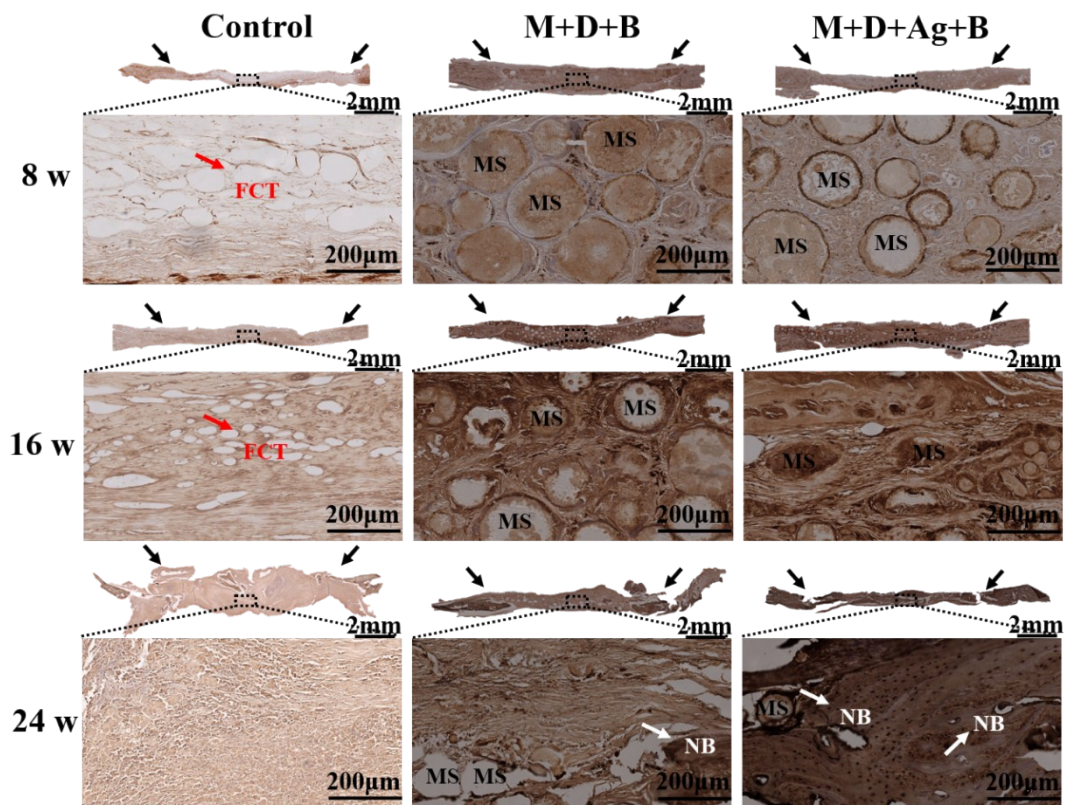 Control M+D+B M+D+Ag+B
2mm 2mm 2mm
8 w
FCT MS MS MS MS MS MS
200μm 200μm 200μm
2mm 2mm 2mm
16 w
FCT MS MS MS MS MS
200μm 200μm 200μm
2mm 2mm 2mm
24 w
MS MS NB MS NB NB
200μm 200μm 200μm